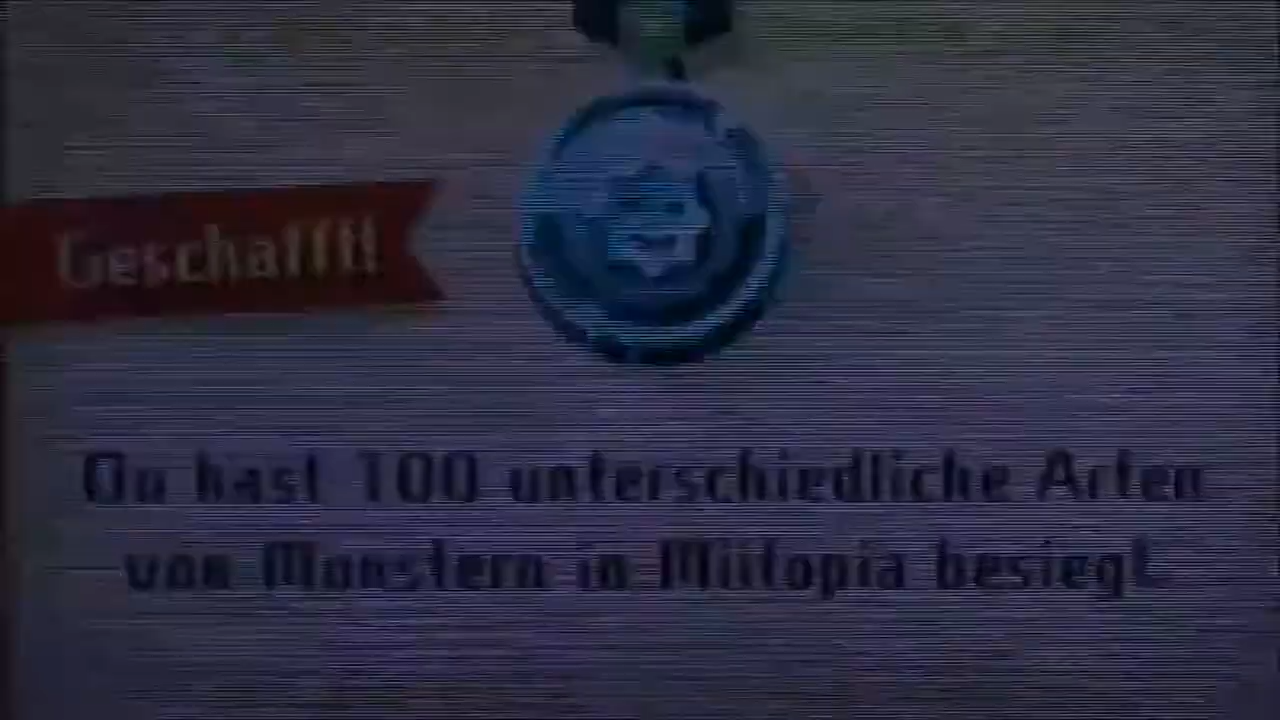 Geschafft!
Du hast 100 unterschiedliche Arten
von Monstern in Miitopia besiegt